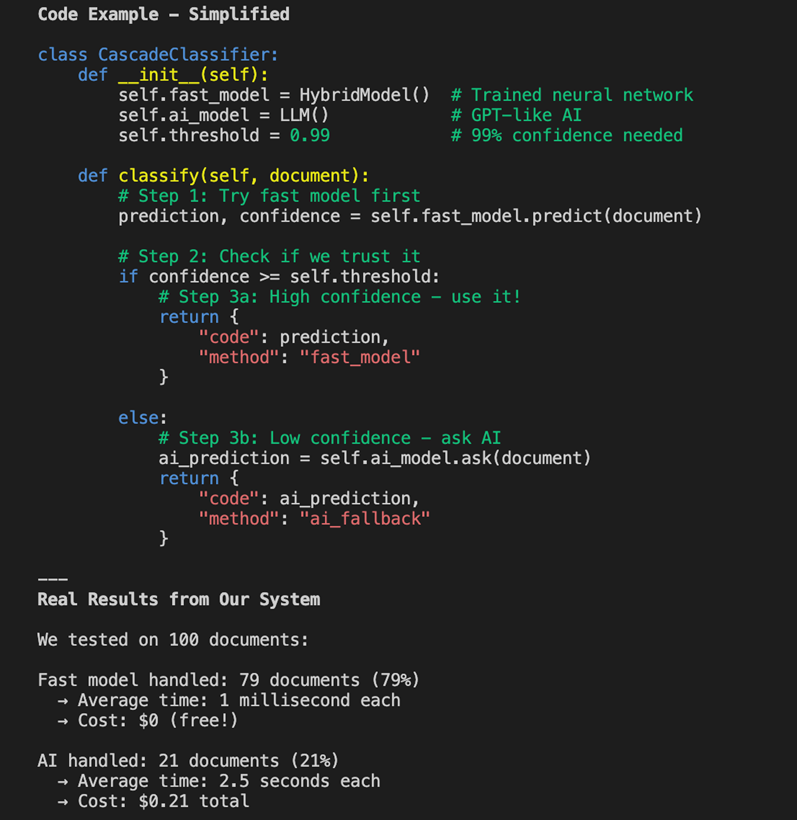 Code Example – Simplified
class CascadeClassifier:
    def __init__(self):
        self.fast_model = HybridModel()  # Trained neural network
        self.ai_model = LLM()            # GPT-like AI
        self.threshold = 0.99            # 99% confidence needed
    def classify(self, document):
        # Step 1: Try fast model first
        prediction, confidence = self.fast_model.predict(document)
        # Step 2: Check if we trust it
        if confidence >= self.threshold:
            # Step 3a: High confidence – use it!
            return {
                "code": prediction,
                "method": "fast_model"
            }
        else:
            # Step 3b: Low confidence – ask AI
            ai_prediction = self.ai_model.ask(document)
            return {
                "code": ai_prediction,
                "method": "ai_fallback"
            }
———
Real Results from Our System
We tested on 100 documents:
Fast model handled: 79 documents (79%)
  → Average time: 1 millisecond each
  → Cost: $0 (free!)
AI handled: 21 documents (21%)
  → Average time: 2.5 seconds each
  → Cost: $0.21 total